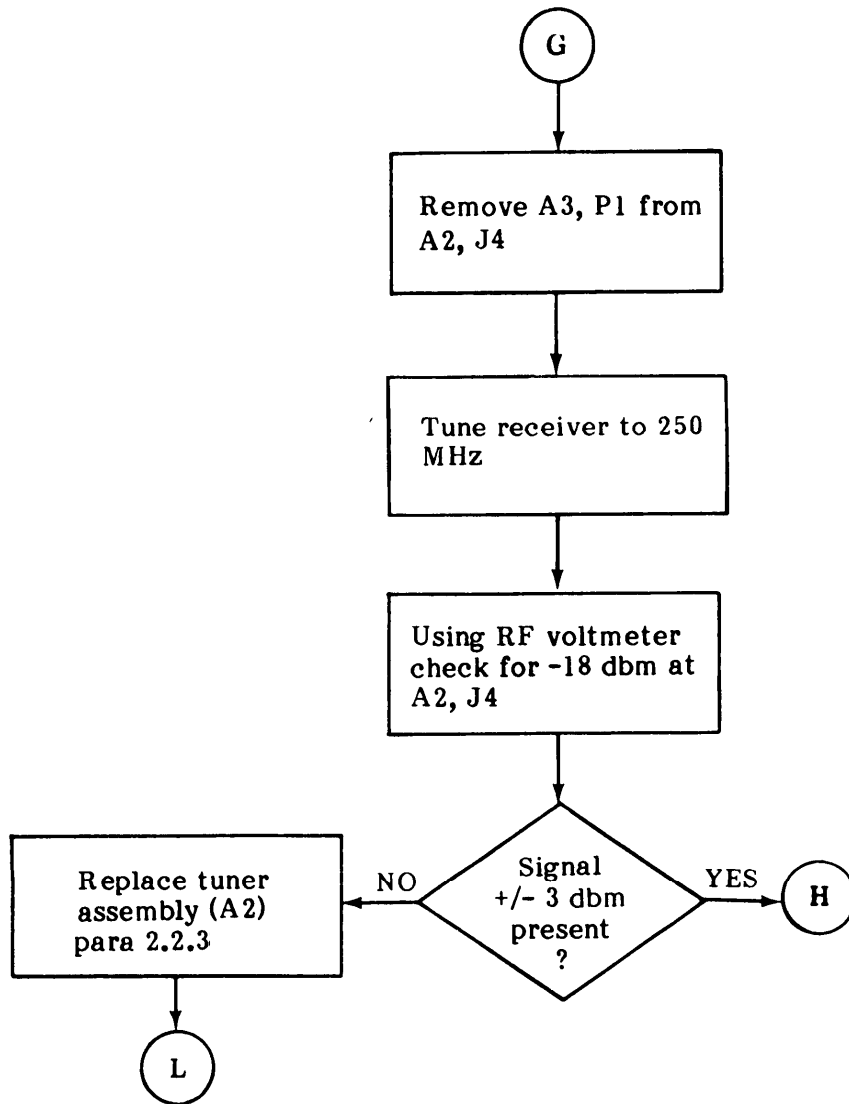 G
Remove A3, P1 from
A2, J4
Tune receiver to 250
MHz
Using RF voltmeter
check for -18 dbm at
A2, J4
Signal
+/- 3 dbm
present
?
NO
YES
Replace tuner
assembly (A2)
para 2.2.3
H
L